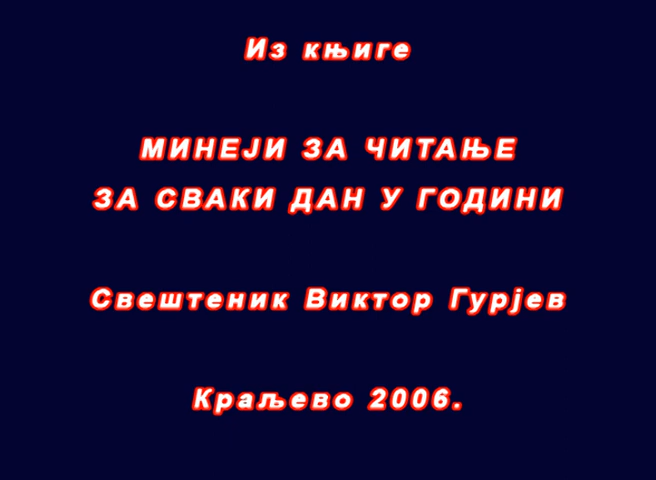 Из књиге
МИНЕЈИ ЗА ЧИТАЊЕ
ЗА СВАКИ ДАН У ГОДИНИ
Свештеник Виктор Гурјев
Краљево 2006.